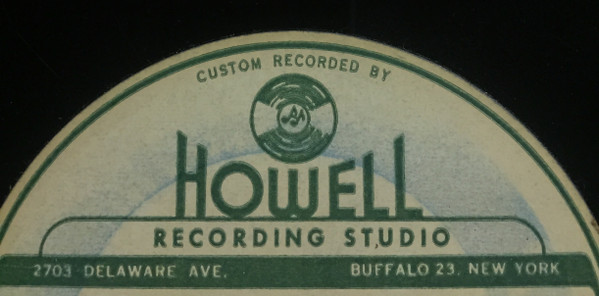 CUSTOM RECORDED BY
HOWELL
RECORDING STUDIO
2703 DELAWARE AVE. BUFFALO 23, NEW YORK